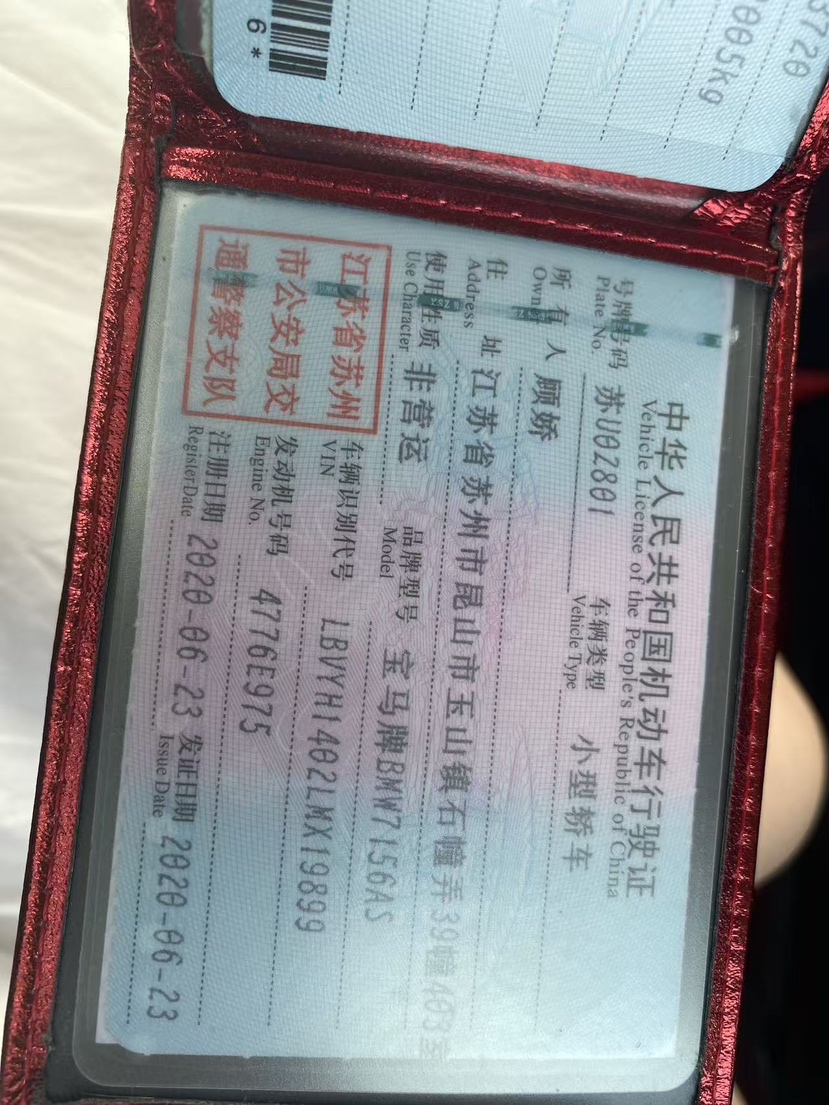 3720
005kg
6*
中华人民共和国机动车行驶证
Vehicle License of the People's Republic of China
号牌号码 苏U0Z801 车辆类型 小型轿车
Plate No. Vehicle Type
所有人 顾娇
Own
住址 江苏省苏州市昆山市玉山镇石幢弄39幢403室
Address
使用性质 非营运 品牌型号 宝马牌BMW7156AS
Use Character Model
江苏省苏州
市公安局交
通警察支队
车辆识别代号 LBVYH1402LMX19899
VIN
发动机号码 4776E975
Engine No.
注册日期 2020-06-23 发证日期 2020-06-23
Register Date Issue Date